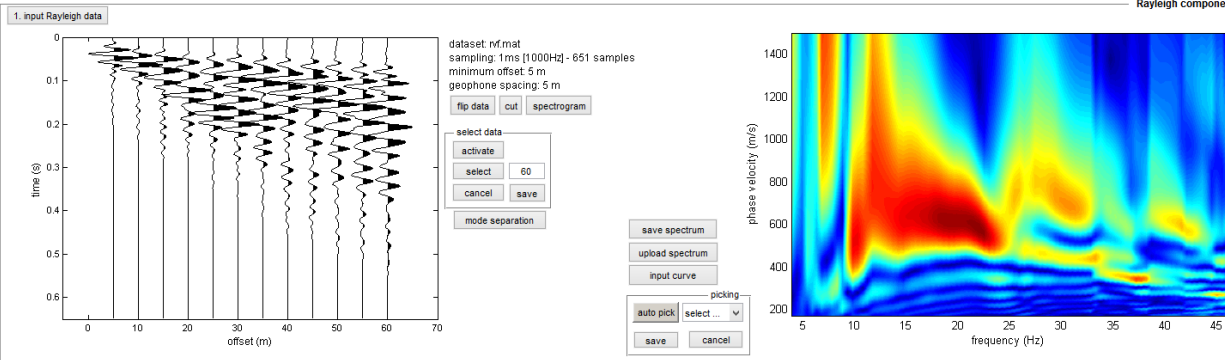 Rayleigh compone
1. input Rayleigh data
dataset: rvf.mat
sampling: 1ms [1000Hz] - 651 samples
minimum offset: 5 m
geophone spacing: 5 m
flip data cut spectrogram
select data
activate
select 60
cancel save
mode separation
0
0.1
0.2
0.3
0.4
0.5
0.6
time (s)
0 10 20 30 40 50 60 70
offset (m)
save spectrum
upload spectrum
input curve
picking
auto pick select ...
save cancel
1400
1200
1000
800
600
400
200
phase velocity (m/s)
5 10 15 20 25 30 35 40 45
frequency (Hz)